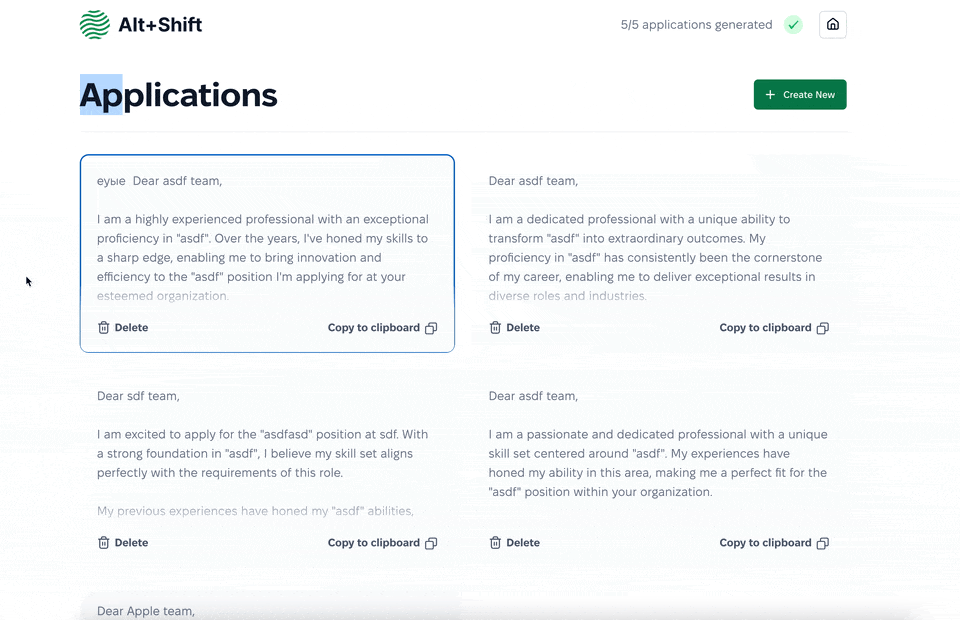 Alt+Shift
5/5 applications generated
Applications
Create New
еуые Dear asdf team,
I am a highly experienced professional with an exceptional
proficiency in "asdf". Over the years, I've honed my skills to
a sharp edge, enabling me to bring innovation and
efficiency to the "asdf" position I'm applying for at your
esteemed organization.
Delete
Copy to clipboard
Dear asdf team,
I am a dedicated professional with a unique ability to
transform "asdf" into extraordinary outcomes. My
proficiency in "asdf" has consistently been the cornerstone
of my career, enabling me to deliver exceptional results in
diverse roles and industries.
Delete
Copy to clipboard
Dear sdf team,
I am excited to apply for the "asdfasd" position at sdf. With
a strong foundation in "asdf", I believe my skill set aligns
perfectly with the requirements of this role.
My previous experiences have honed my "asdf" abilities,
Delete
Copy to clipboard
Dear asdf team,
I am a passionate and dedicated professional with a unique
skill set centered around "asdf". My experiences have
honed my ability in this area, making me a perfect fit for the
"asdf" position within your organization.
Delete
Copy to clipboard
Dear Apple team,